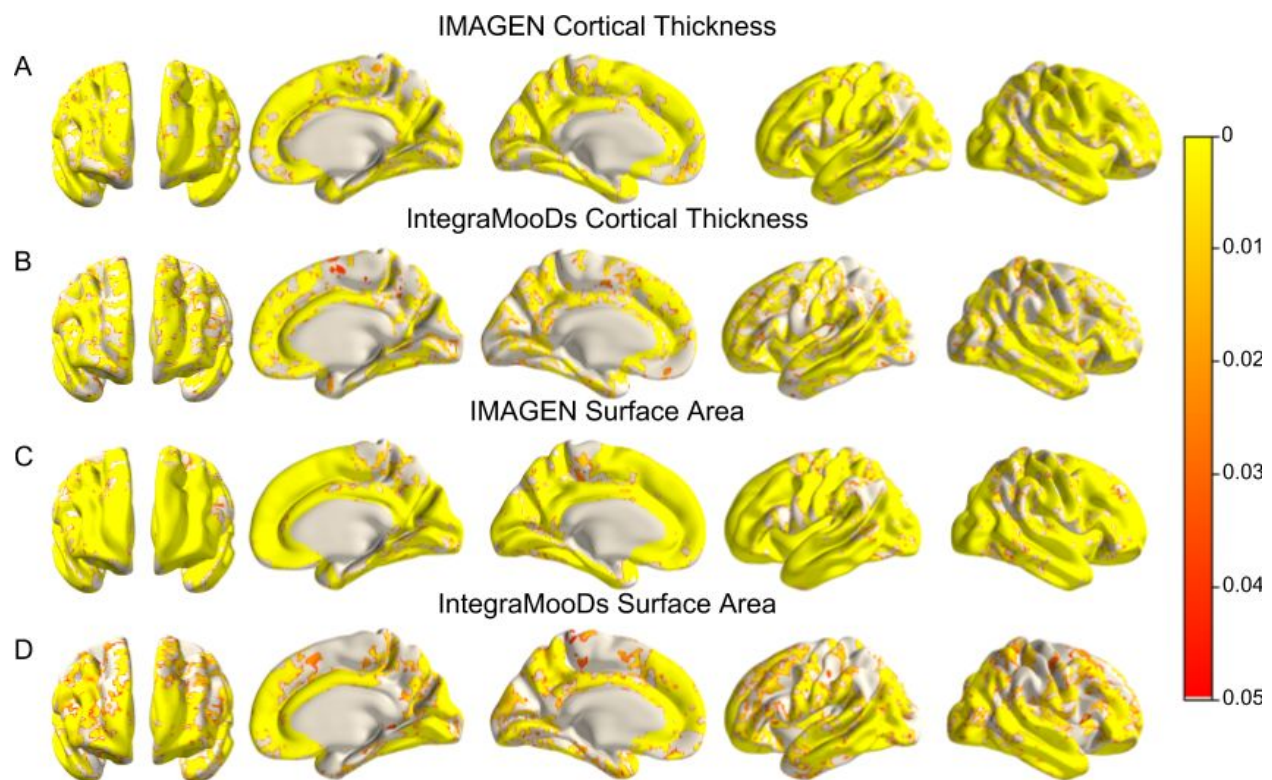 IMAGEN Cortical Thickness
A
0
0.01
IntegraMooDs Cortical Thickness
B
0.02
IMAGEN Surface Area
C
0.03
0.04
IntegraMooDs Surface Area
D
0.05